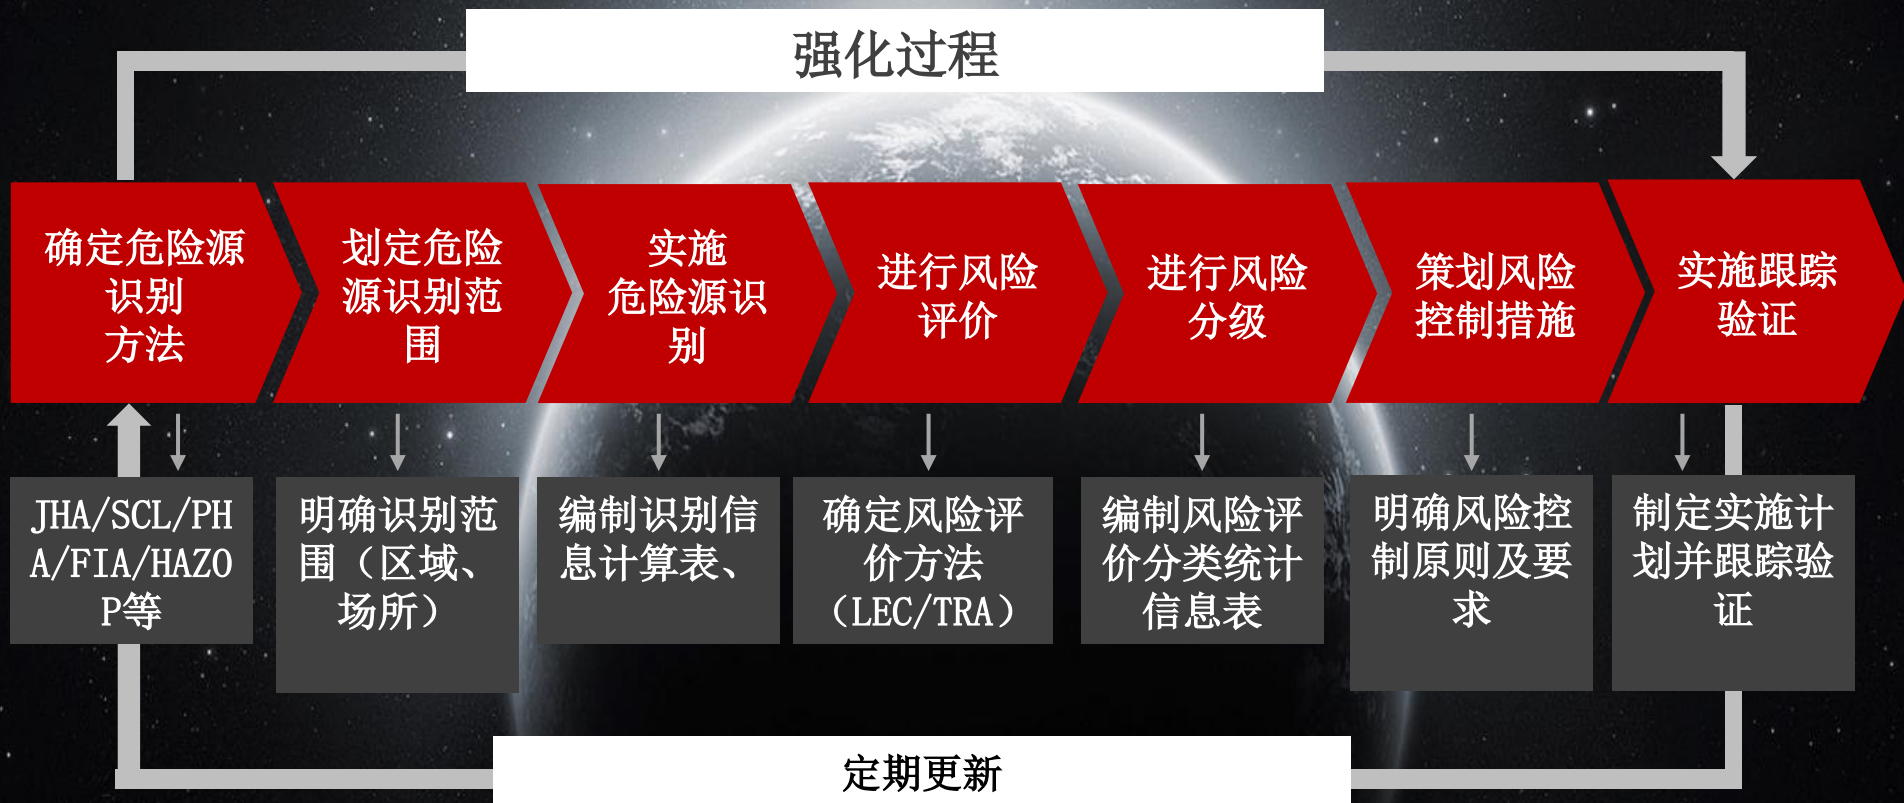 强化过程
确定危险源
识别
方法
划定危险
源识别范
围
实施
危险源识
别
进行风险
评价
进行风险
分级
策划风险
控制措施
实施跟踪
验证
JHA/SCL/PH
A/FIA/HAZO
P等
明确识别范
围（区域、
场所）
编制识别信
息计算表、
确定风险评
价方法
（LEC/TRA）
编制风险评
价分类统计
信息表
明确风险控
制原则及要
求
制定实施计
划并跟踪验
证
定期更新